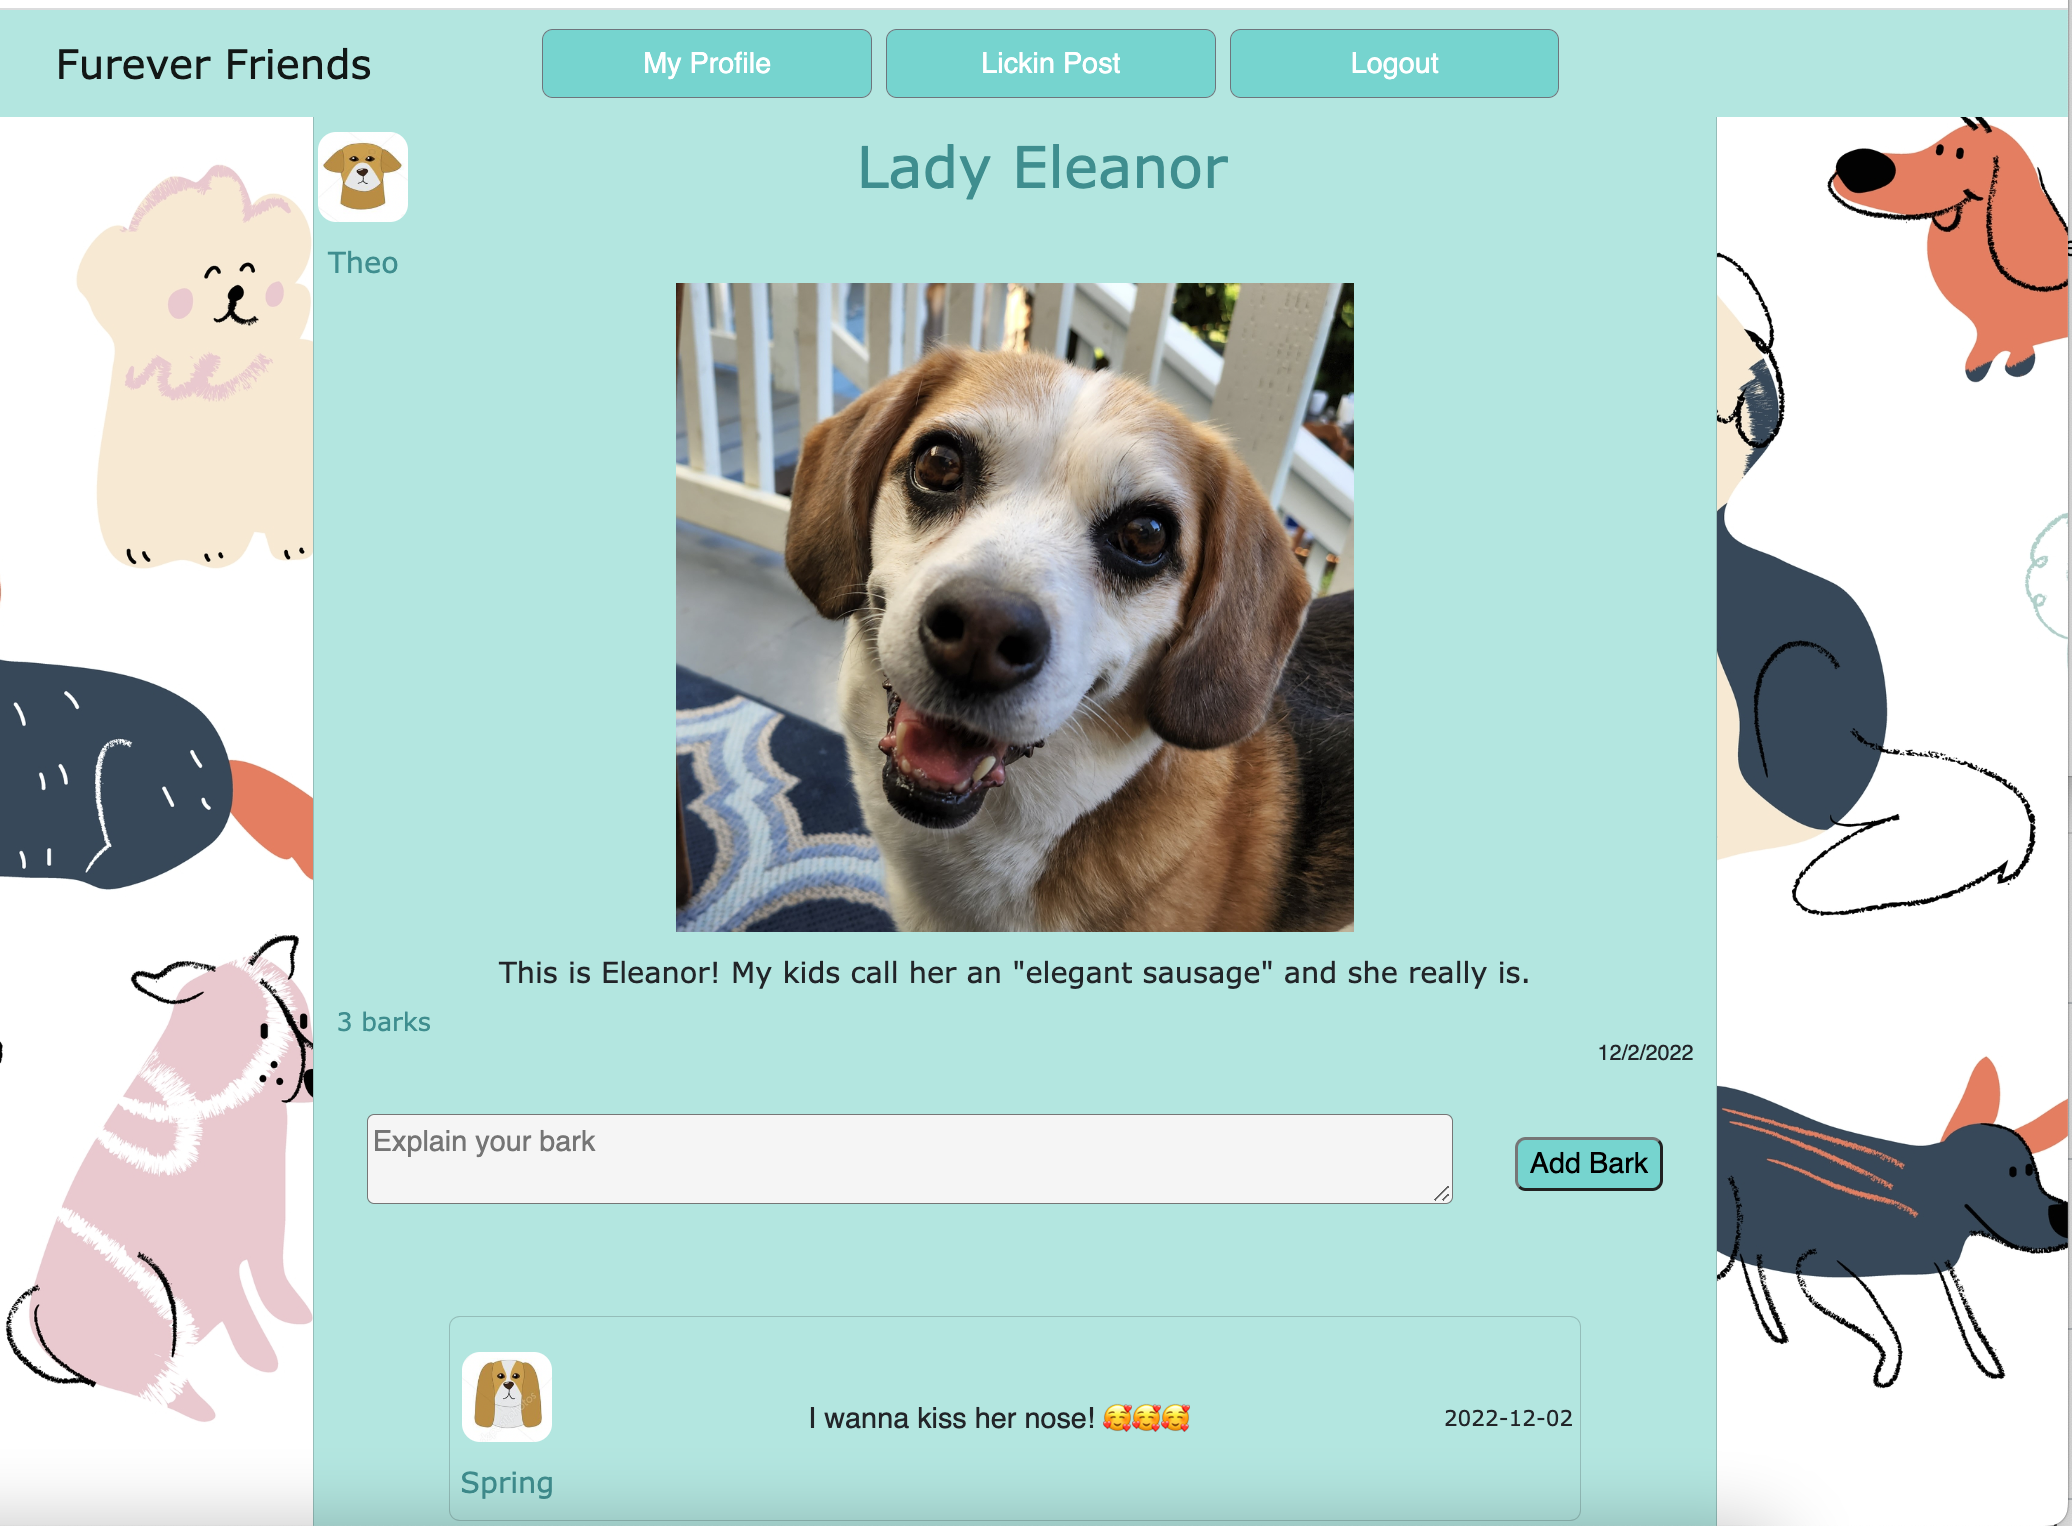 Furever Friends
My Profile
Lickin Post
Logout
Lady Eleanor
Theo
This is Eleanor! My kids call her an "elegant sausage" and she really is.
3 barks
12/2/2022
Explain your bark
Add Bark
I wanna kiss her nose! 🥰🥰🥰
2022-12-02
Spring